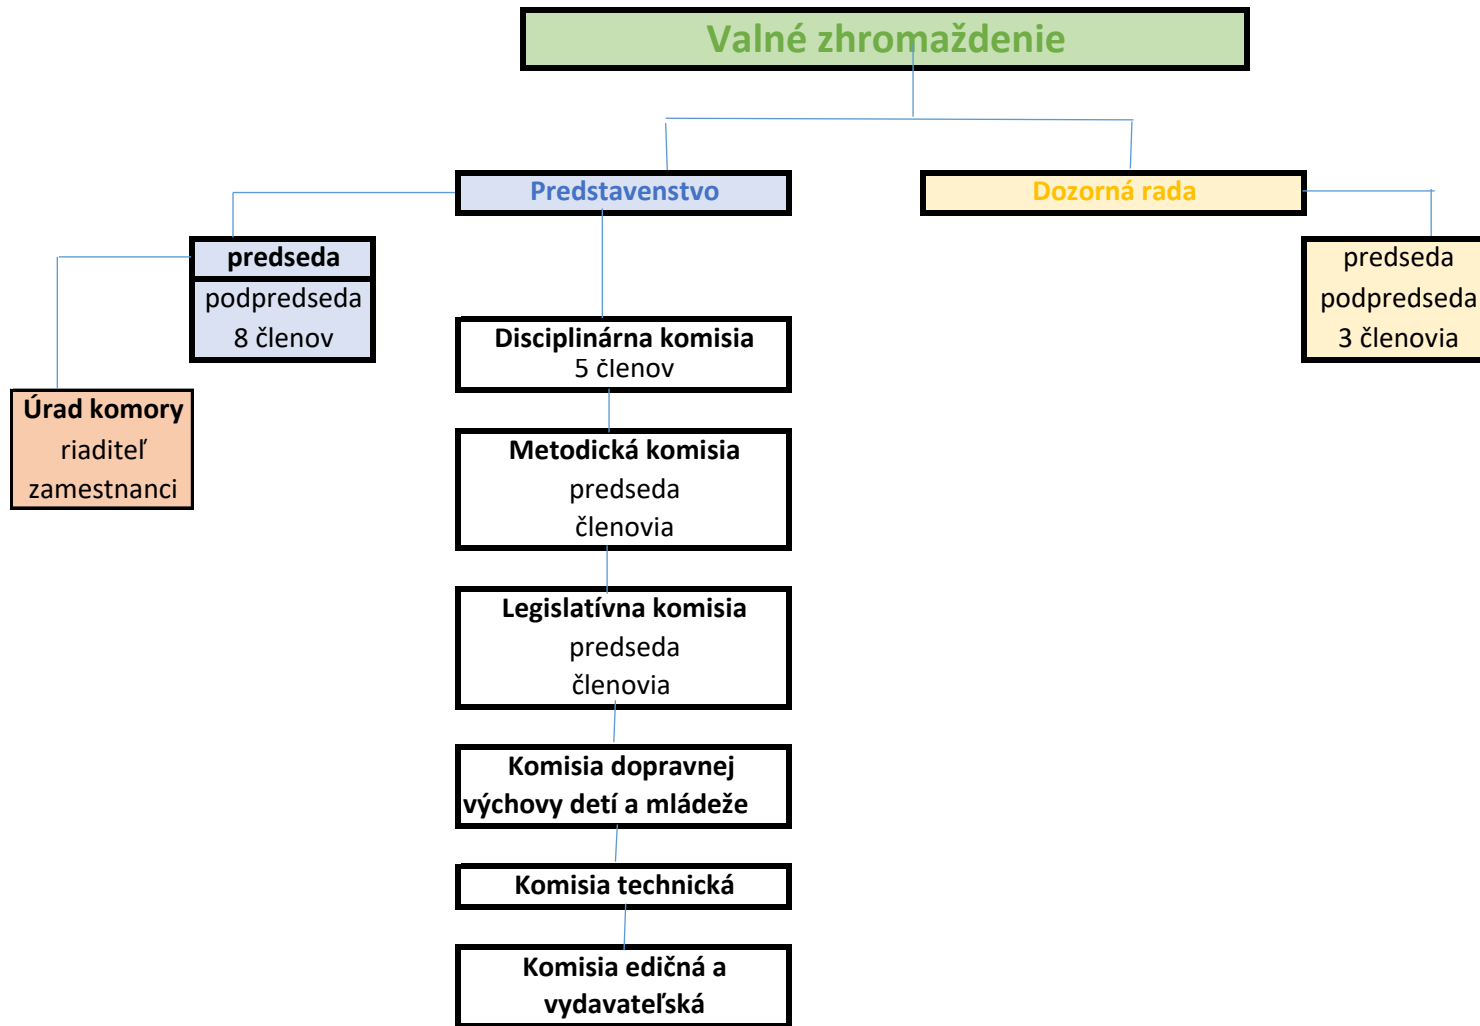 Valné zhromaždenie
Predstavenstvo
Dozorná rada
predseda
podpredseda
8 členov
predseda
podpredseda
3 členovia
Úrad komory
riaditeľ
zamestnanci
Disciplinárna komisia
5 členov
Metodická komisia
predseda
členovia
Legislatívna komisia
predseda
členovia
Komisia dopravnej
výchovy detí a mládeže
Komisia technická
Komisia edičná a
vydavateľská